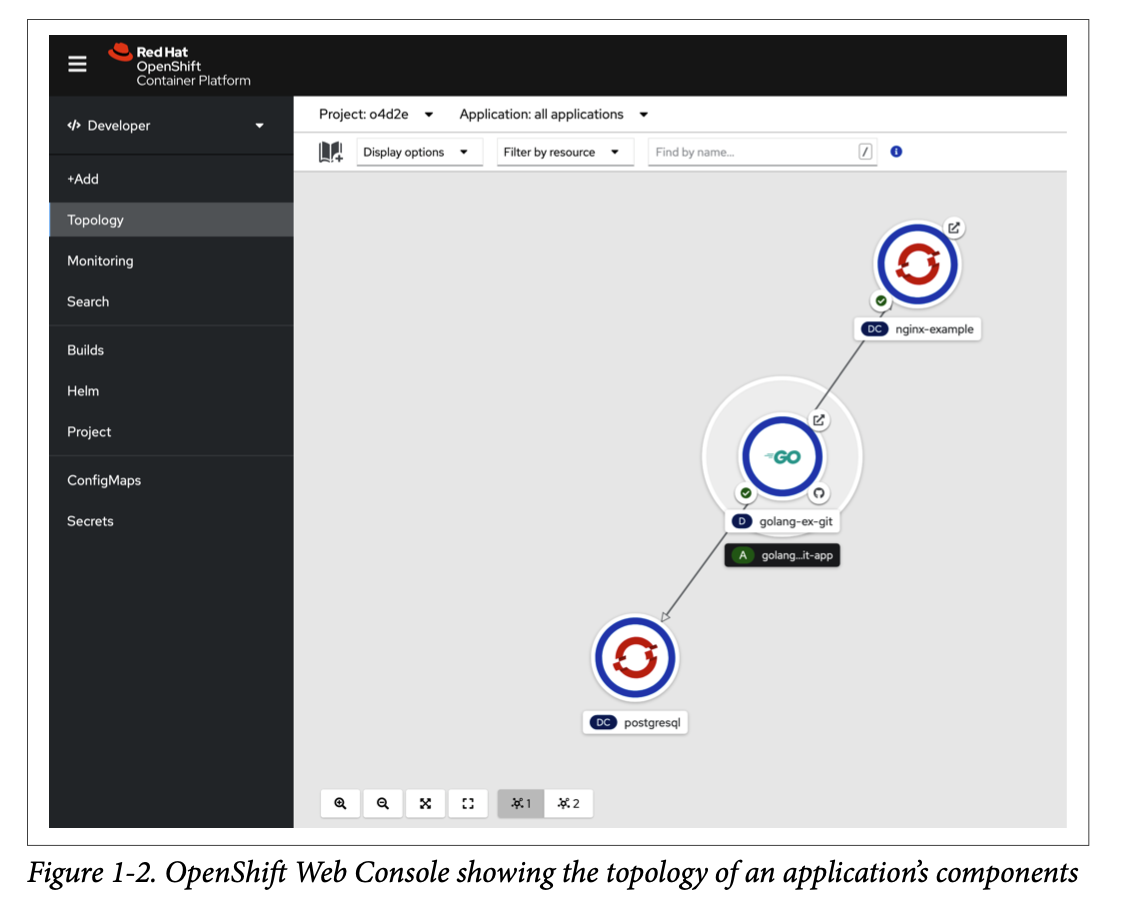 Red Hat
OpenShift
Container Platform
Developer
Project: o4d2e
Application: all applications
Display options
Filter by resource
Find by name...
/
i
+Add
Topology
Monitoring
Search
Builds
Helm
Project
ConfigMaps
Secrets
DC nginx-example
GO
D golang-ex-git
A golang...it-app
DC postgresql
1
2
Figure 1-2. OpenShift Web Console showing the topology of an application’s components